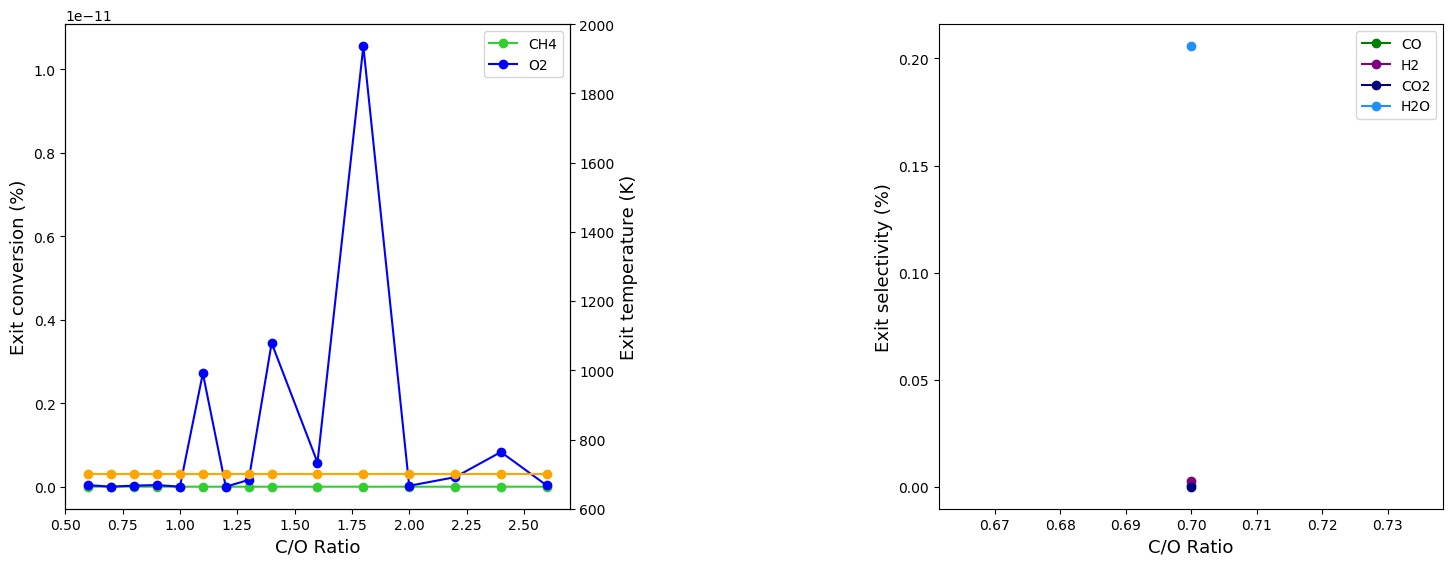 1e−11
CH4
O2
Exit conversion (%)
1.0
0.8
0.6
0.4
0.2
0.0
0.50 0.75 1.00 1.25 1.50 1.75 2.00 2.25 2.50
C/O Ratio
2000
1800
1600
1400
1200
1000
800
600
Exit temperature (K)
CO
H2
CO2
H2O
Exit selectivity (%)
0.20
0.15
0.10
0.05
0.00
0.67 0.68 0.69 0.70 0.71 0.72 0.73
C/O Ratio